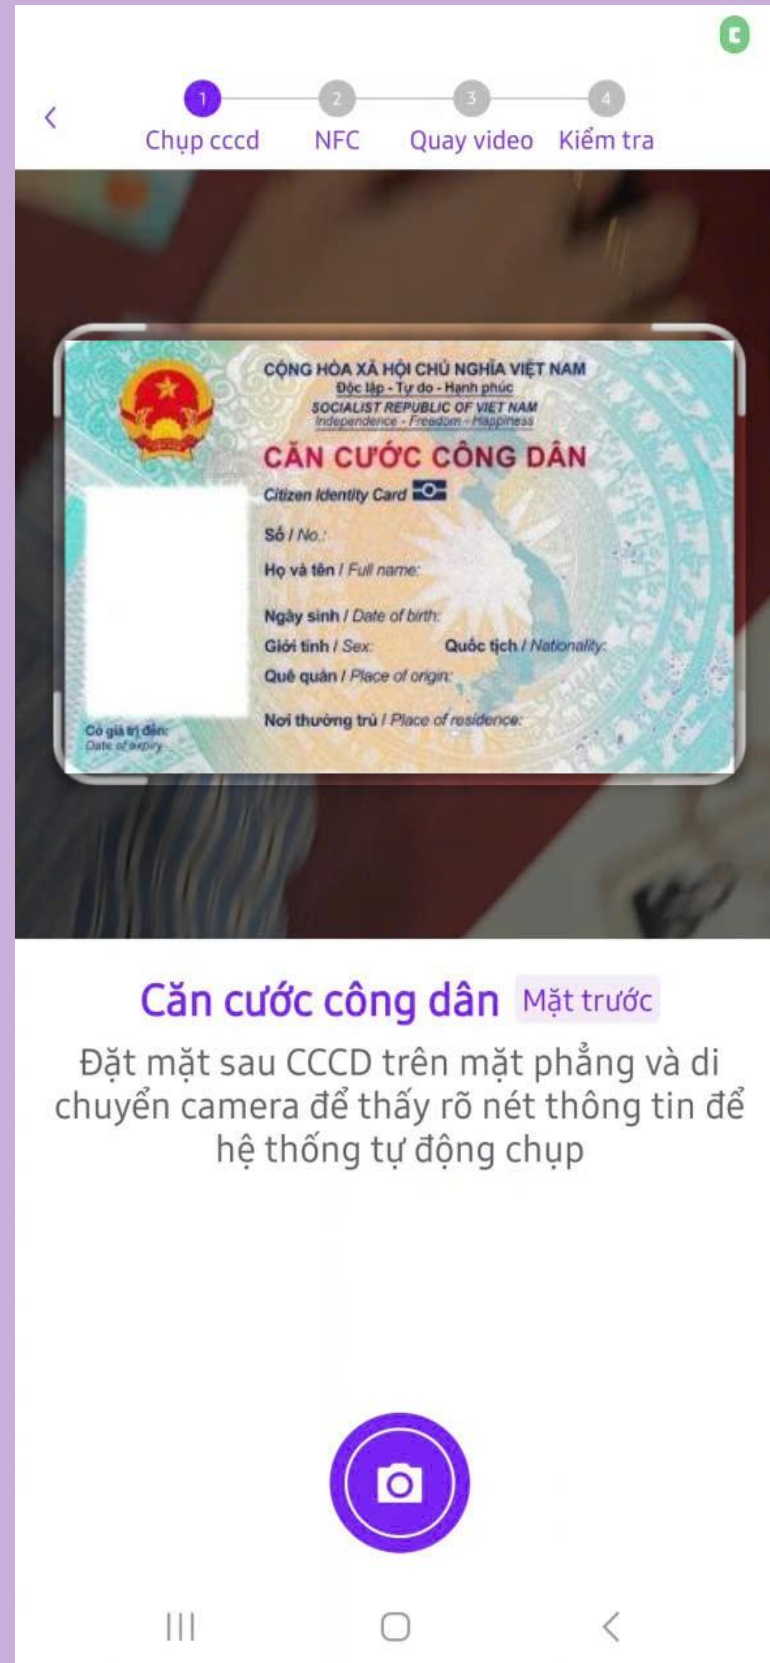 1 2 3 4
Chụp cccd NFC Quay video Kiểm tra
CỘNG HÒA XÃ HỘI CHỦ NGHĨA VIỆT NAM
Độc lập - Tự do - Hạnh phúc
SOCIALIST REPUBLIC OF VIET NAM
Independence - Freedom - Happiness
CĂN CƯỚC CÔNG DÂN
Citizen Identity Card
Số / No.:
Họ và tên / Full name:
Ngày sinh / Date of birth:
Giới tính / Sex: Quốc tịch / Nationality:
Quê quán / Place of origin:
Nơi thường trú / Place of residence:
Có giá trị đến:
Date of expiry
Căn cước công dân Mặt trước
Đặt mặt sau CCCD trên mặt phẳng và di
chuyển camera để thấy rõ nét thông tin để
hệ thống tự động chụp